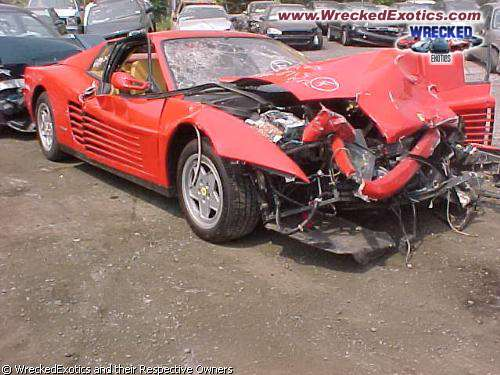 www.WreckedExotics.com
WRECKED
EXOTICS
© WreckedExotics and their Respective Owners